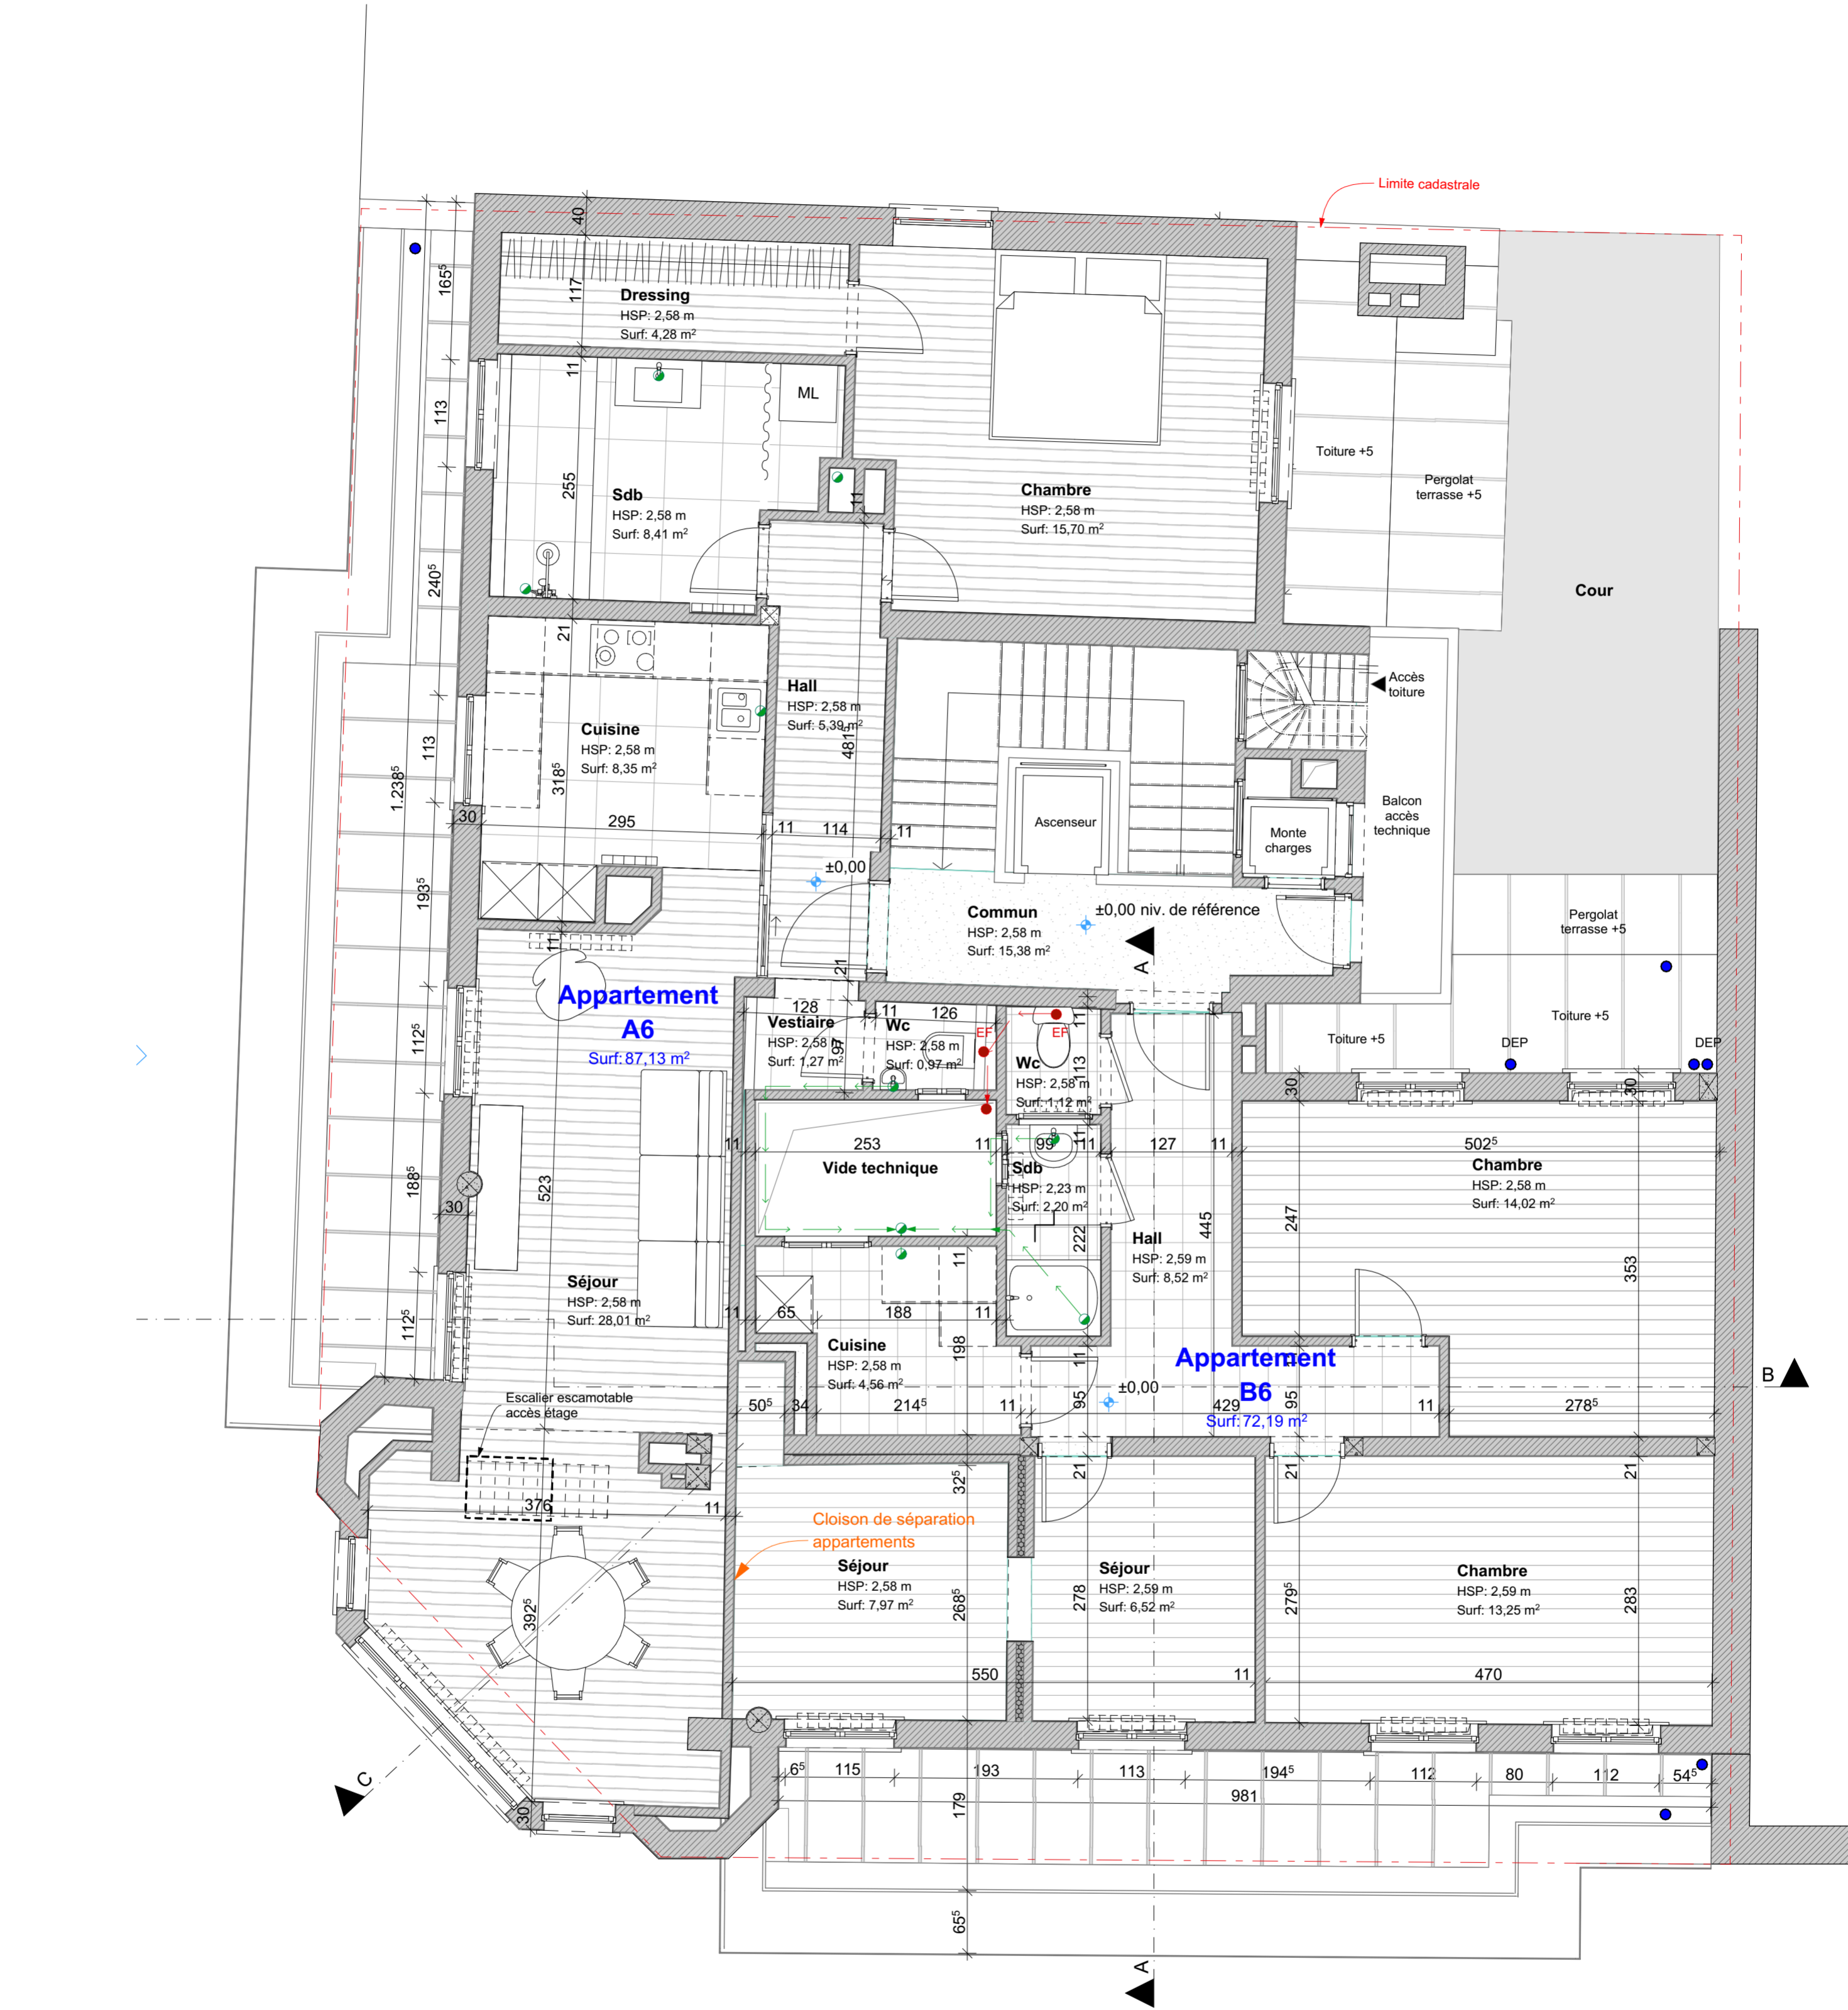 Limite cadastrale
40
165⁵
117
Dressing
HSP: 2,58 m
Surf: 4,28 m²
11
113
ML
Toiture +5
Pergolat
terrasse +5
255
Sdb
HSP: 2,58 m
Surf: 8,41 m²
11
Chambre
HSP: 2,58 m
Surf: 15,70 m²
240⁵
Cour
21
Hall
HSP: 2,58 m
Surf: 5,39 m²
481⁵
Accès
toiture
Cuisine
HSP: 2,58 m
Surf: 8,35 m²
113
1.238⁵
318⁵
30
295
11
114
11
Ascenseur
Monte
charges
Balcon
accès
technique
±0,00
193⁵
Commun
HSP: 2,58 m
Surf: 15,38 m²
±0,00 niv. de référence
A
Pergolat
terrasse +5
11
21
Appartement
A6
Surf: 87,13 m²
128
11
126
Vestiaire
HSP: 2,58 m
Surf: 1,27 m²
97
Wc
HSP: 2,58 m
Surf: 0,97 m²
EF
EF
11
Wc
HSP: 2,58 m
Surf: 1,12 m²
113
Toiture +5
Toiture +5
DEP
DEP
112⁵
30
30
11
253
11
99
11
11
127
11
502⁵
Vide technique
Sdb
HSP: 2,23 m
Surf: 2,20 m²
Chambre
HSP: 2,58 m
Surf: 14,02 m²
188⁵
30
523
222
445
247
353
Hall
HSP: 2,59 m
Surf: 8,52 m²
11
Séjour
HSP: 2,58 m
Surf: 28,01 m²
112⁵
11
65
188
11
Cuisine
HSP: 2,58 m
Surf: 4,56 m²
198
11
Appartement
B6
Surf: 72,19 m²
11
B
±0,00
95
95
Escalier escamotable
accès étage
50⁵
34
214⁵
11
429
11
278⁵
32⁵
21
21
21
376
11
Cloison de séparation
appartements
Séjour
HSP: 2,58 m
Surf: 7,97 m²
268⁵
Séjour
HSP: 2,59 m
Surf: 6,52 m²
278
279⁵
Chambre
HSP: 2,59 m
Surf: 13,25 m²
283
392⁵
550
11
470
C
30
6⁵
115
193
113
194⁵
112
80
112
54⁵
981
179
65⁵
A